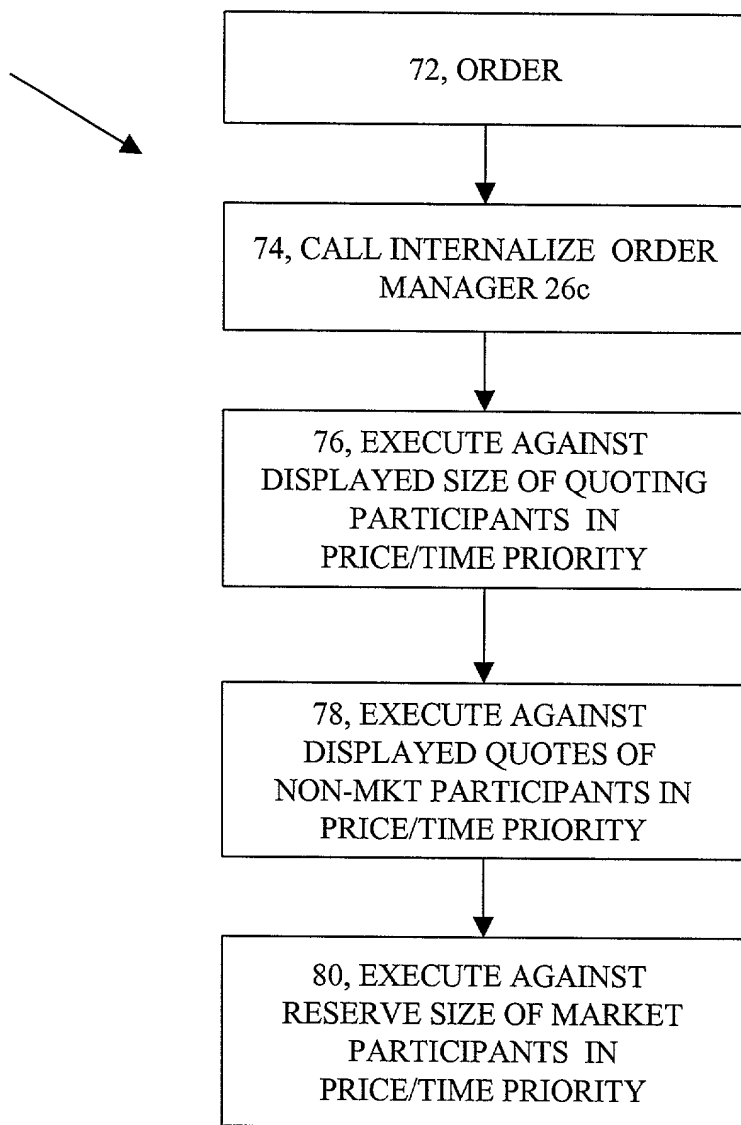 72, ORDER
74, CALL INTERNALIZE ORDER
MANAGER 26c
76, EXECUTE AGAINST
DISPLAYED SIZE OF QUOTING
PARTICIPANTS IN
PRICE/TIME PRIORITY
78, EXECUTE AGAINST
DISPLAYED QUOTES OF
NON-MKT PARTICIPANTS IN
PRICE/TIME PRIORITY
80, EXECUTE AGAINST
RESERVE SIZE OF MARKET
PARTICIPANTS IN
PRICE/TIME PRIORITY